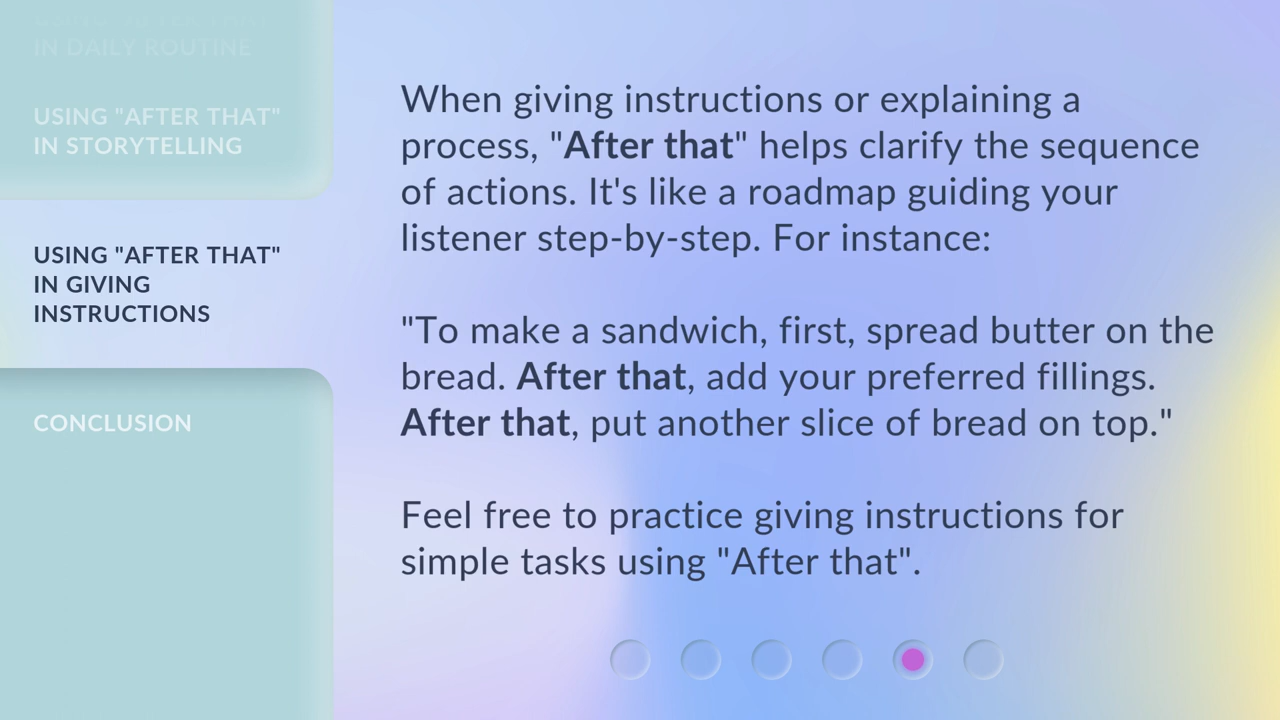 IN DAILY ROUTINE
USING "AFTER THAT"
IN STORYTELLING
USING "AFTER THAT"
IN GIVING
INSTRUCTIONS
CONCLUSION
When giving instructions or explaining a
process, "After that" helps clarify the sequence
of actions. It's like a roadmap guiding your
listener step-by-step. For instance:
"To make a sandwich, first, spread butter on the
bread. After that, add your preferred fillings.
After that, put another slice of bread on top."
Feel free to practice giving instructions for
simple tasks using "After that".